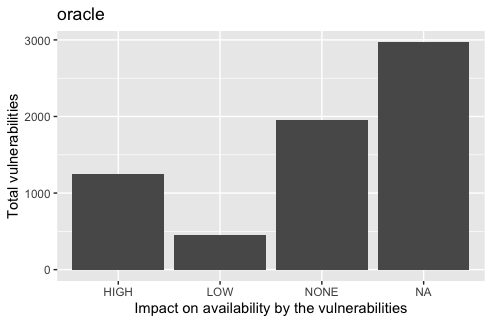 oracle
Total vulnerabilities
3000
2000
1000
0
HIGH LOW NONE NA
Impact on availability by the vulnerabilities